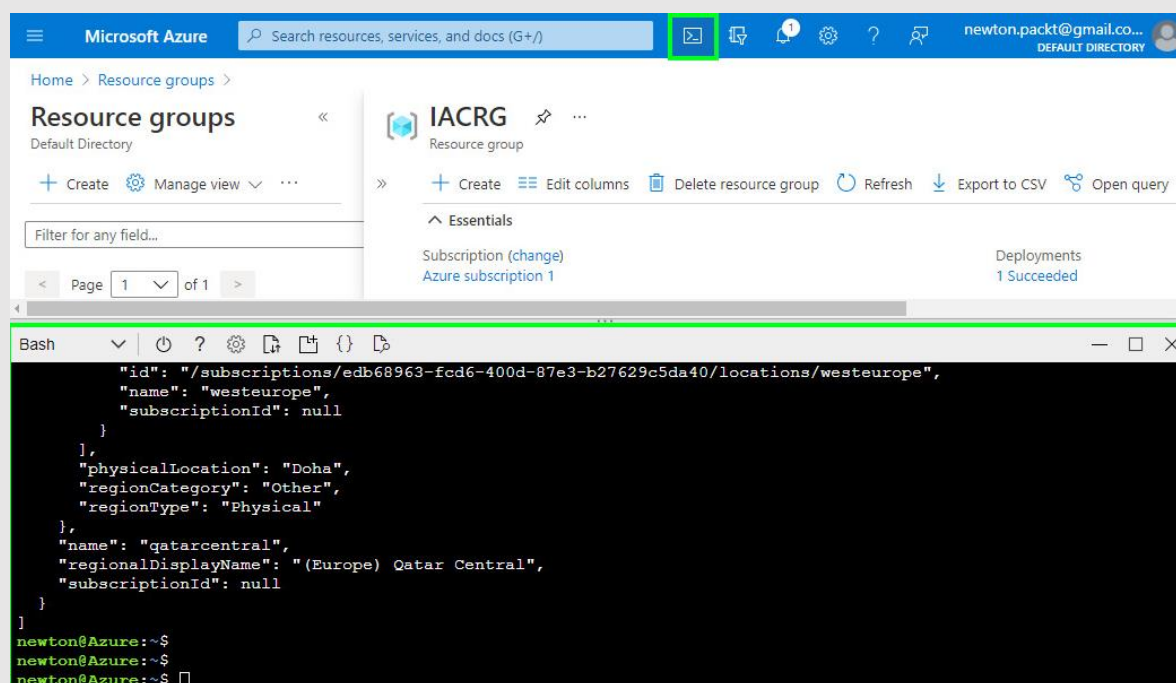 Microsoft Azure Search resources, services, and docs (G+/) 1 newton.packt@gmail.co...
DEFAULT DIRECTORY
Home > Resource groups >
Resource groups «
Default Directory
+ Create Manage view ...
Filter for any field...
< Page 1 of 1 >
IACRG ...
Resource group
» + Create Edit columns Delete resource group Refresh Export to CSV Open query
Essentials
Subscription (change) Deployments
Azure subscription 1 1 Succeeded
Bash ? {}
"id": "/subscriptions/edb68963-fcd6-400d-87e3-b27629c5da40/locations/westeurope",
"name": "westeurope",
"subscriptionId": null
}
],
"physicalLocation": "Doha",
"regionCategory": "Other",
"regionType": "Physical"
},
"name": "qatarcentral",
"regionalDisplayName": "(Europe) Qatar Central",
"subscriptionId": null
}
]
newton@Azure:~$
newton@Azure:~$
newton@Azure:~$